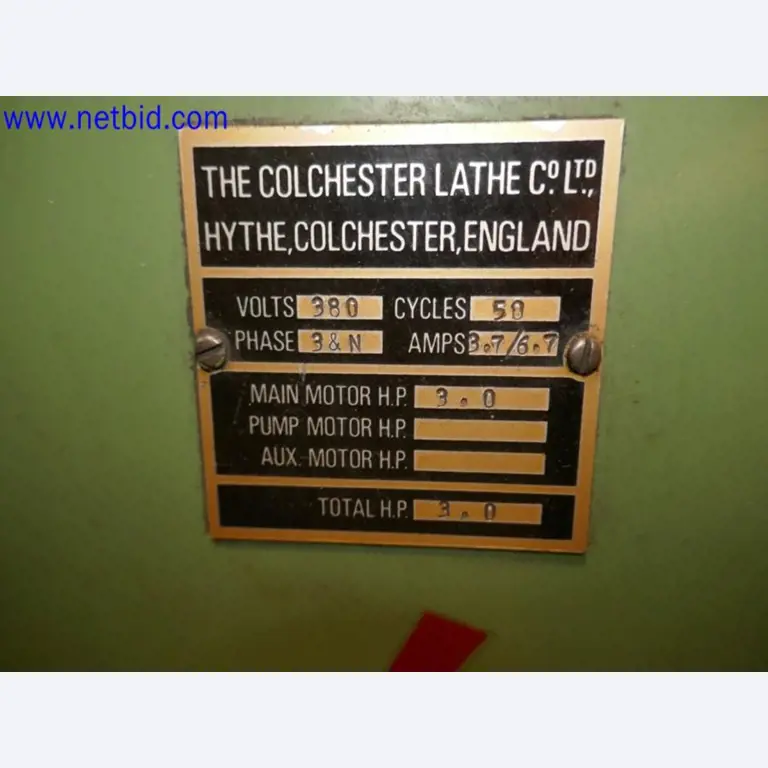 www.netbid.com
THE COLCHESTER LATHE Cº LTD.,
HYTHE, COLCHESTER, ENGLAND
VOLTS 380 CYCLES 50
PHASE 3 & N AMPS 3.7/6.7
MAIN MOTOR H.P. 3.0
PUMP MOTOR H.P.
AUX. MOTOR H.P.
TOTAL H.P. 3.0